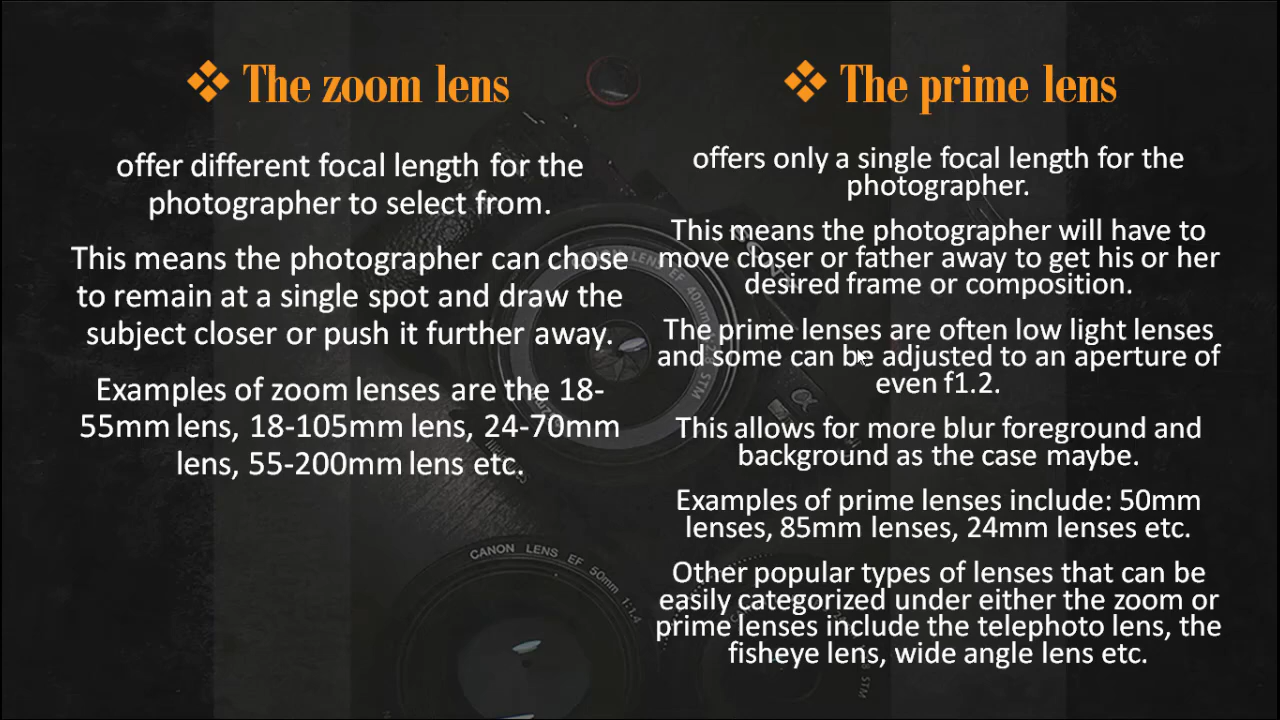 ❖ The zoom lens
offer different focal length for the
photographer to select from.
This means the photographer can chose
to remain at a single spot and draw the
subject closer or push it further away.
Examples of zoom lenses are the 18-
55mm lens, 18-105mm lens, 24-70mm
lens, 55-200mm lens etc.
❖ The prime lens
offers only a single focal length for the
photographer.
This means the photographer will have to
move closer or father away to get his or her
desired frame or composition.
The prime lenses are often low light lenses
and some can be adjusted to an aperture of
even f1.2.
This allows for more blur foreground and
background as the case maybe.
Examples of prime lenses include: 50mm
lenses, 85mm lenses, 24mm lenses etc.
Other popular types of lenses that can be
easily categorized under either the zoom or
prime lenses include the telephoto lens, the
fisheye lens, wide angle lens etc.
CANON LENS EF 50mm 1:1.4